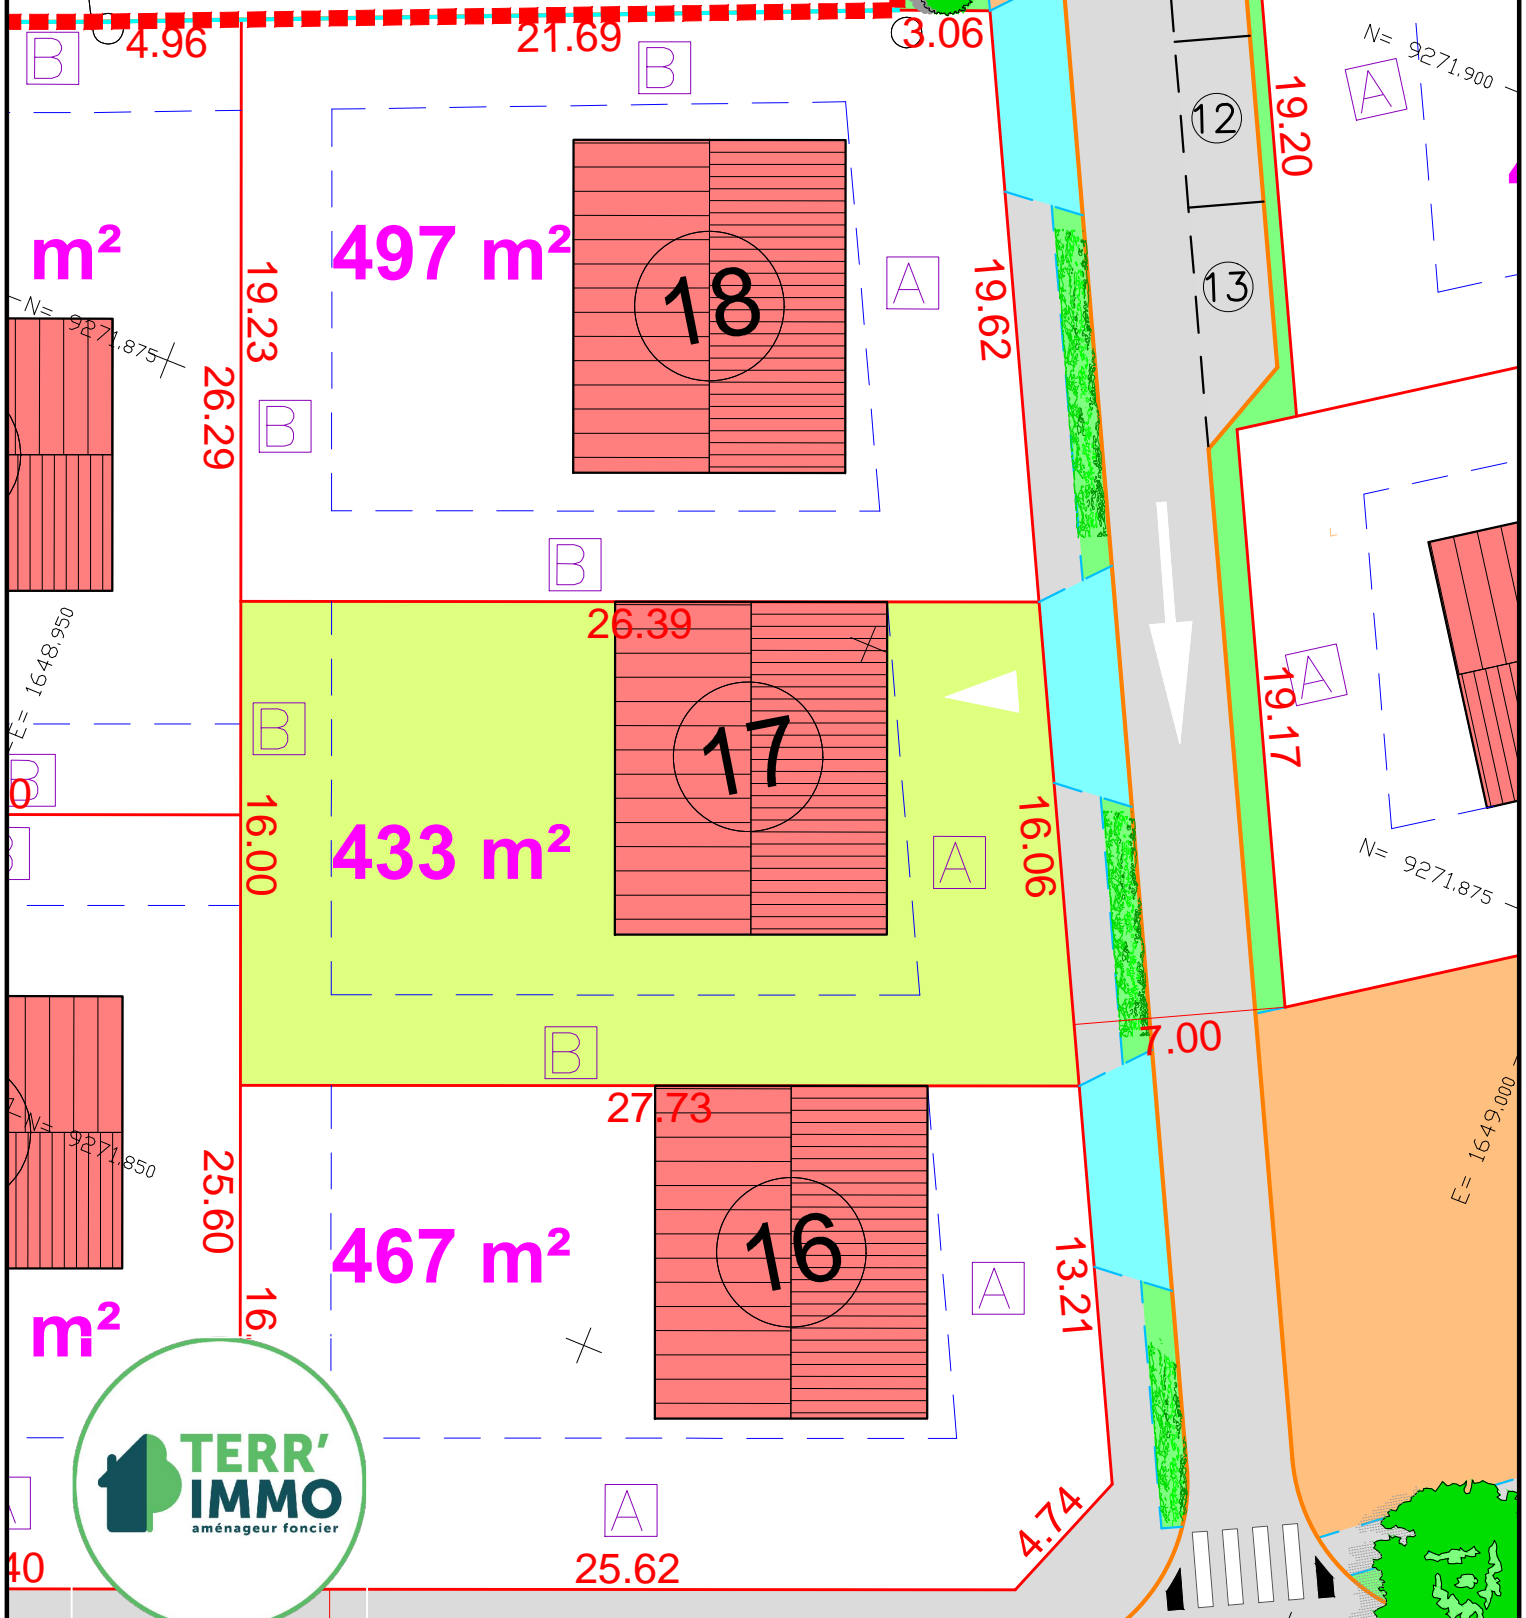 4.96
21.69
3.06
B
B
A
N= 9271.900
12
19.20
m²
497 m²
18
A
19.62
13
19.23
N= 9271.875
26.29
B
B
26.39
E= 1648.950
B
17
A
19.17
B
0
16.00
433 m²
A
16.06
N= 9271.875
B
B
7.00
27.73
N= 9271.850
E= 1649.000
25.60
467 m²
16
A
13.21
16.
m²
TERR'
IMMO
aménageur foncier
A
A
4.74
40
25.62